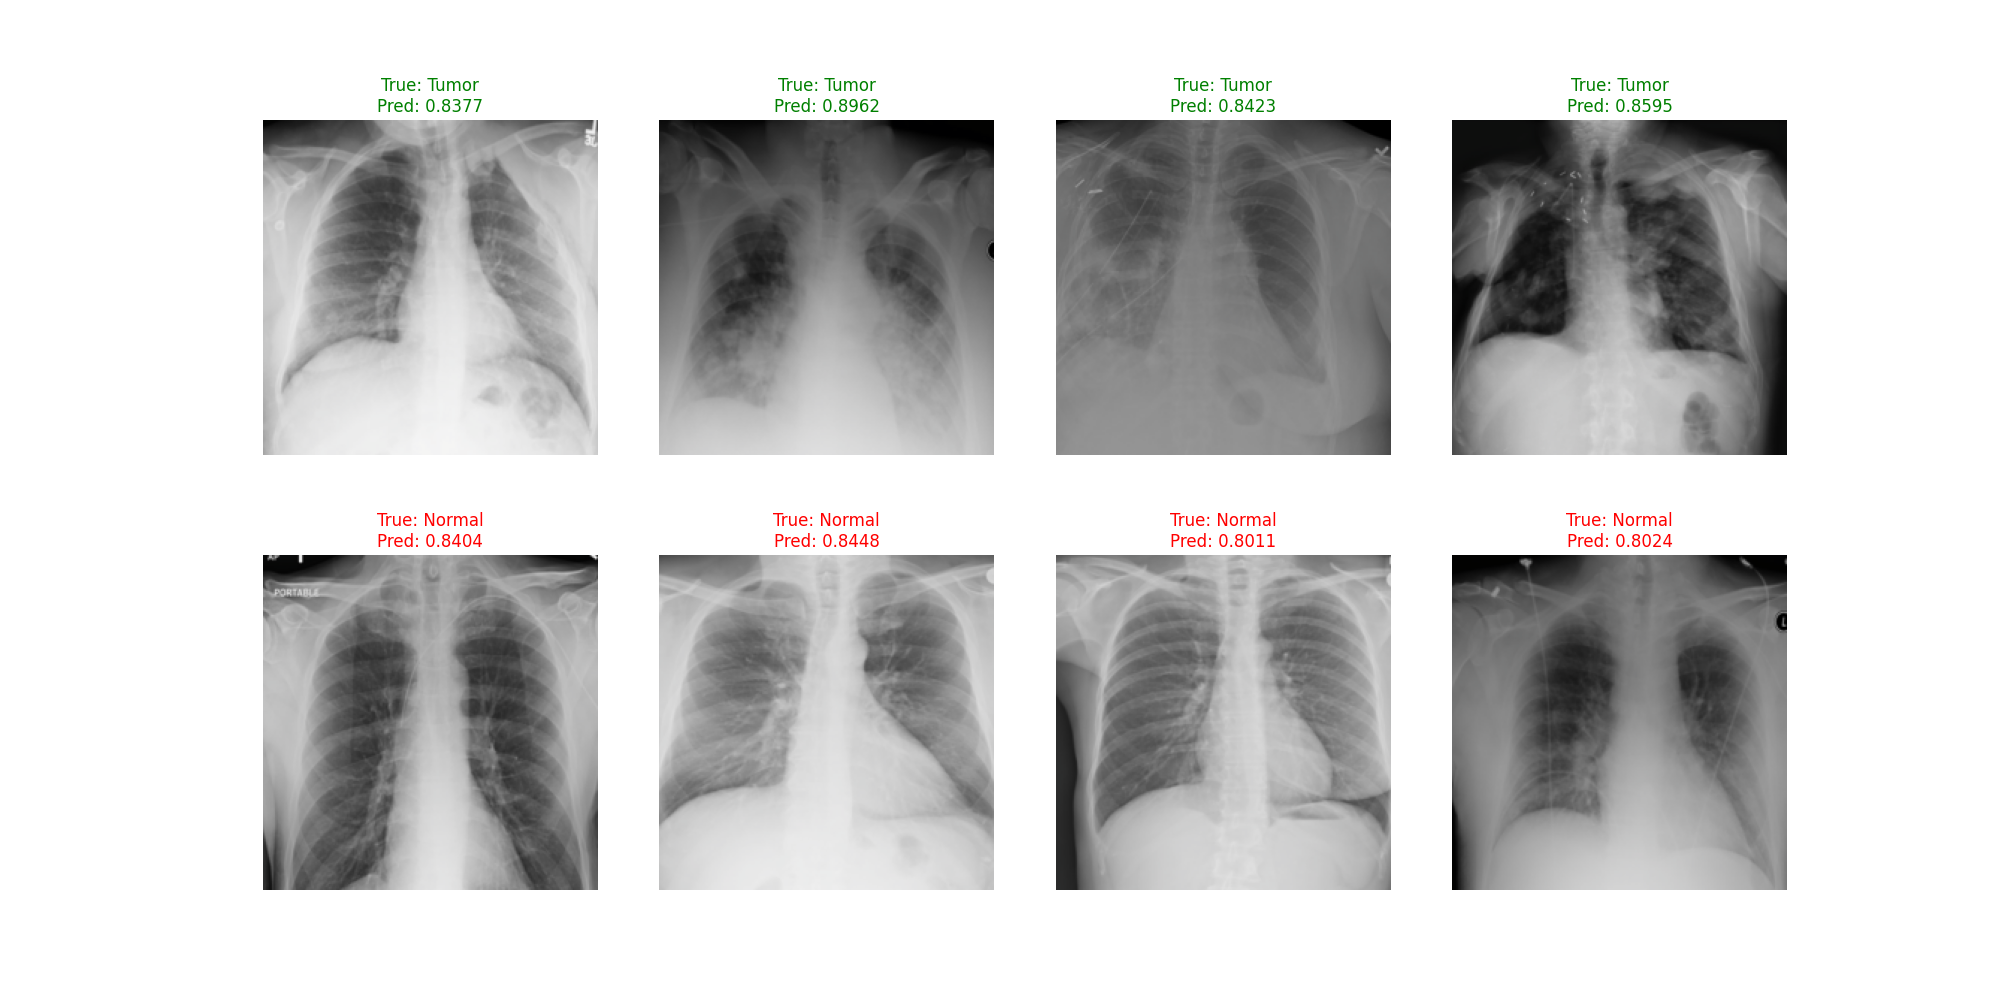 True: Tumor
Pred: 0.8377
True: Tumor
Pred: 0.8962
True: Tumor
Pred: 0.8423
True: Tumor
Pred: 0.8595
True: Normal
Pred: 0.8404
True: Normal
Pred: 0.8448
True: Normal
Pred: 0.8011
True: Normal
Pred: 0.8024
PORTABLE
L